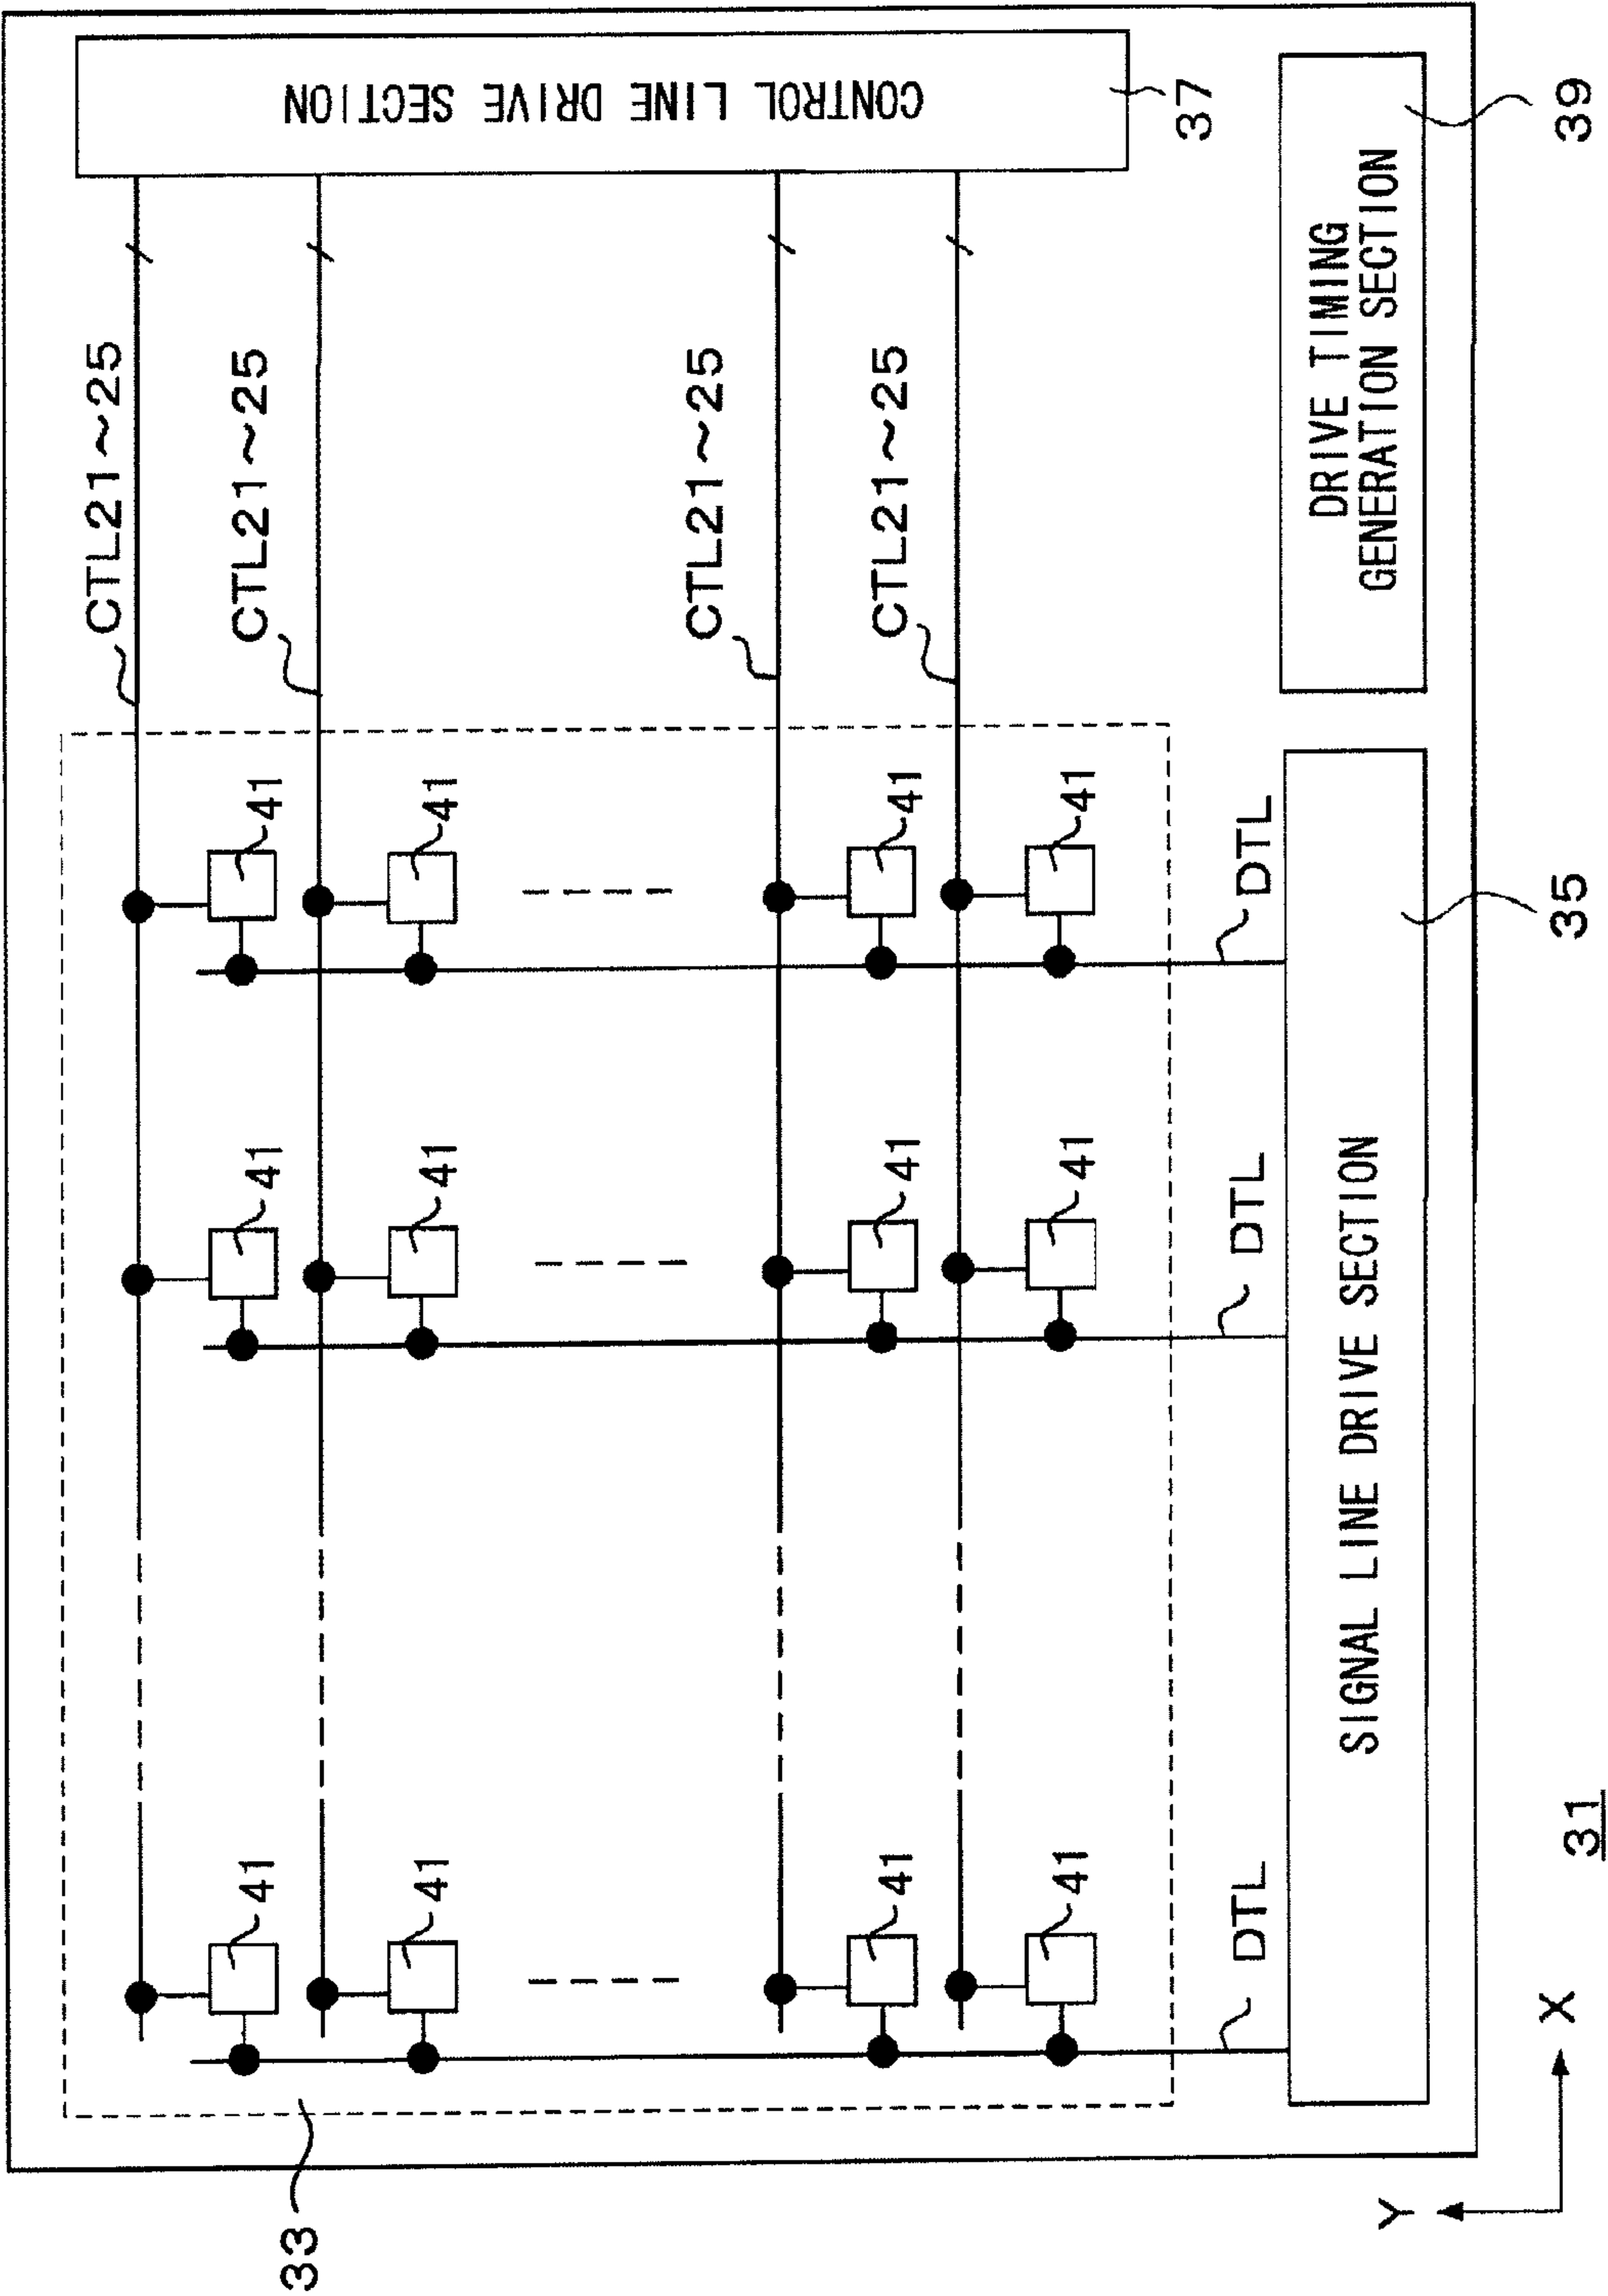 CTL21~25
CTL21~25
CTL21~25
CTL21~25
CONTROL LINE DRIVE SECTION
37
41
41
41
41
41
41
41
41
41
41
41
41
DTL
DTL
DTL
SIGNAL LINE DRIVE SECTION
35
DRIVE TIMING
GENERATION SECTION
39
33
Y
X
31